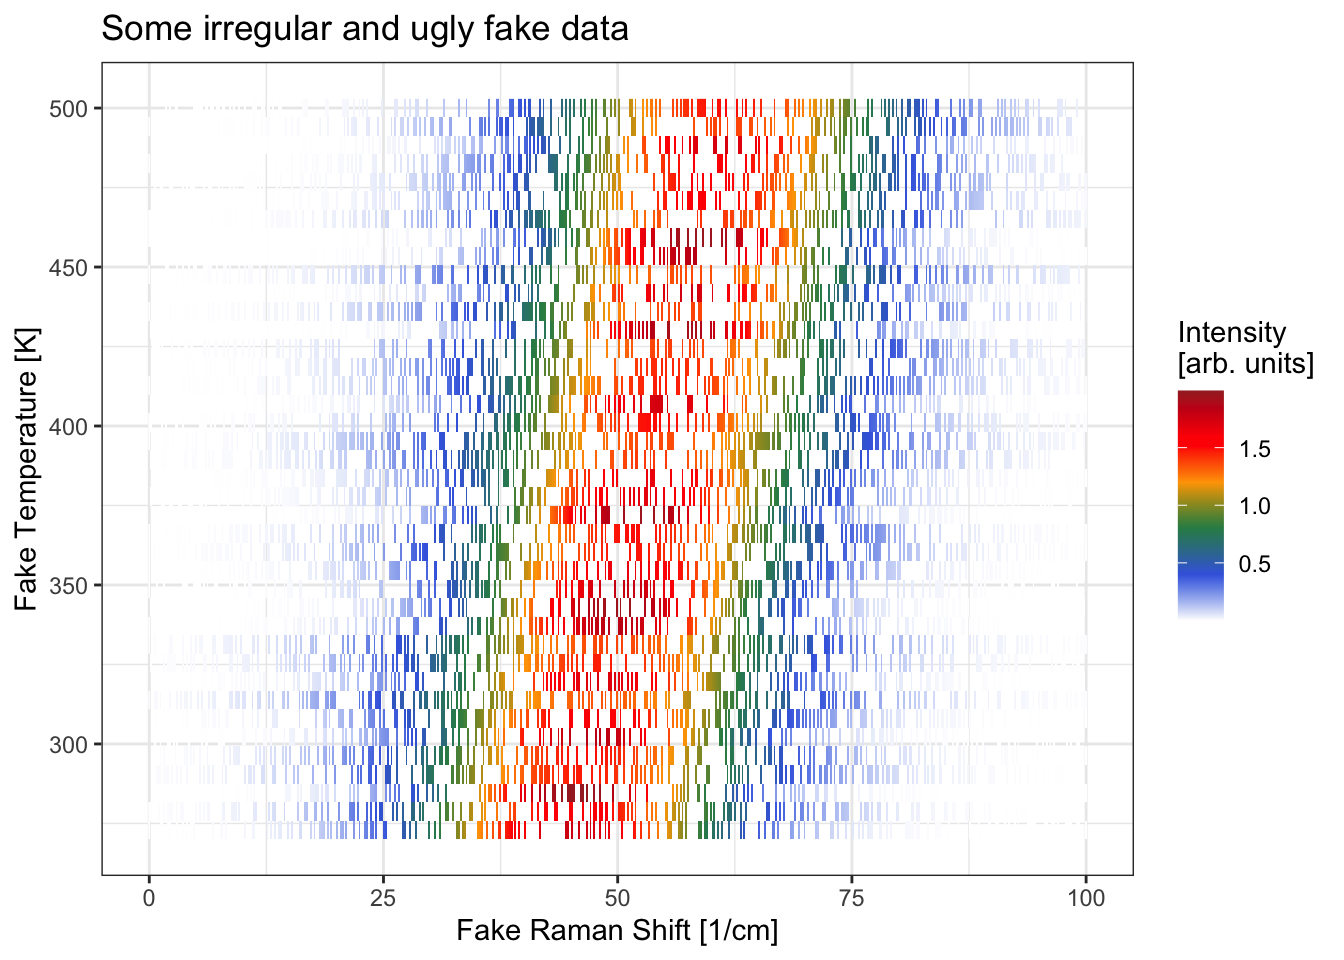 Some irregular and ugly fake data
500
450
400
350
300
Fake Temperature [K]
0
25
50
75
100
Fake Raman Shift [1/cm]
Intensity
[arb. units]
1.5
1.0
0.5